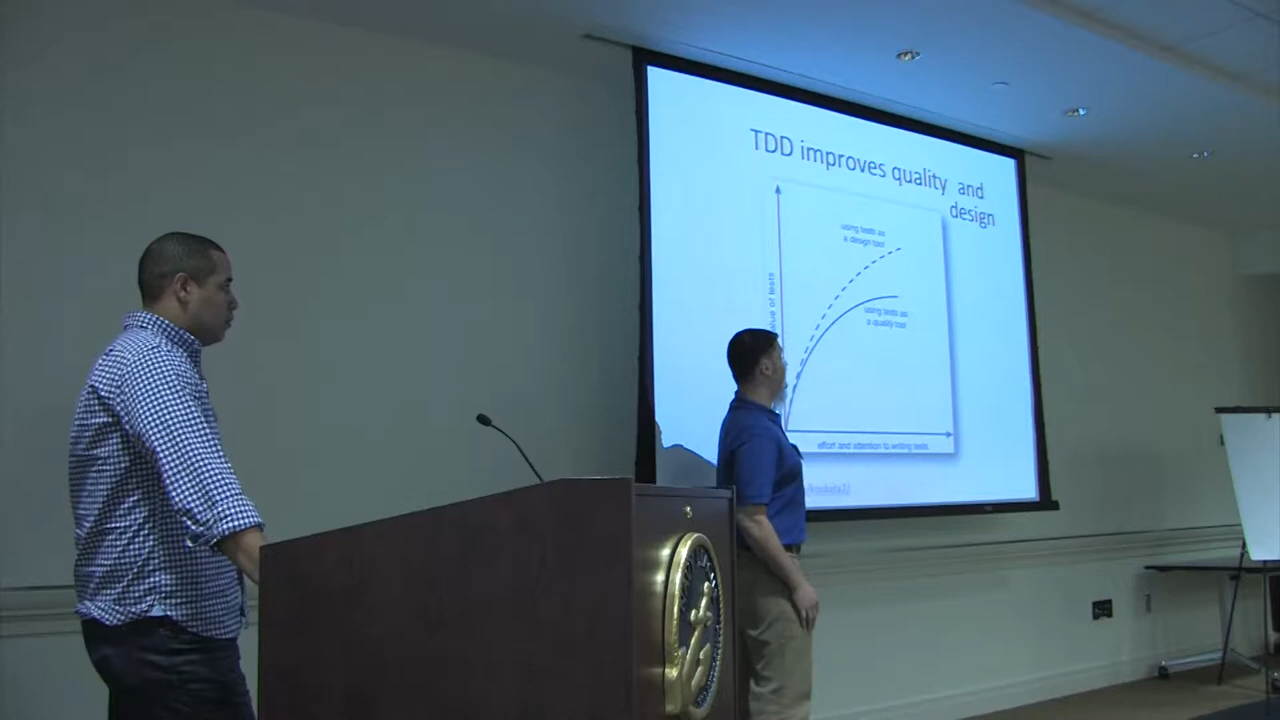 TDD improves quality and
design
using tests as
a design tool
using tests as
a quality tool
of tests
effort and attention to writing tests